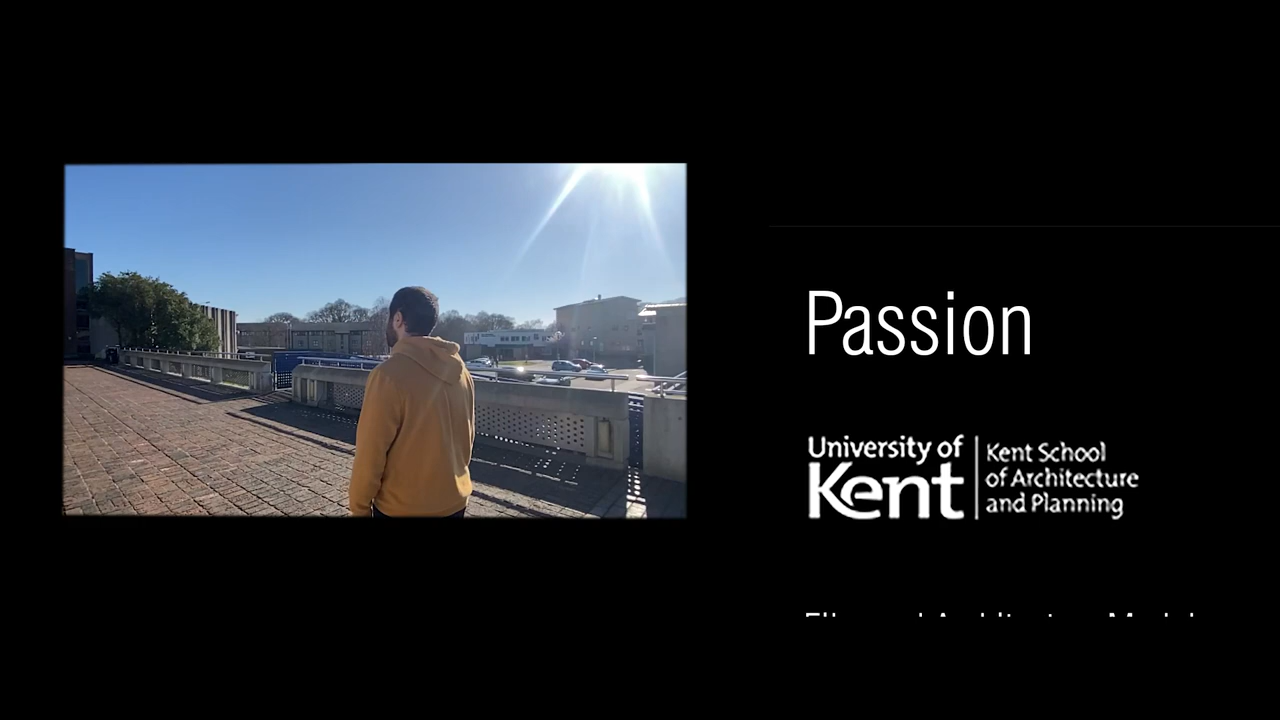 Passion
University of
Kent
Kent School
of Architecture
and Planning